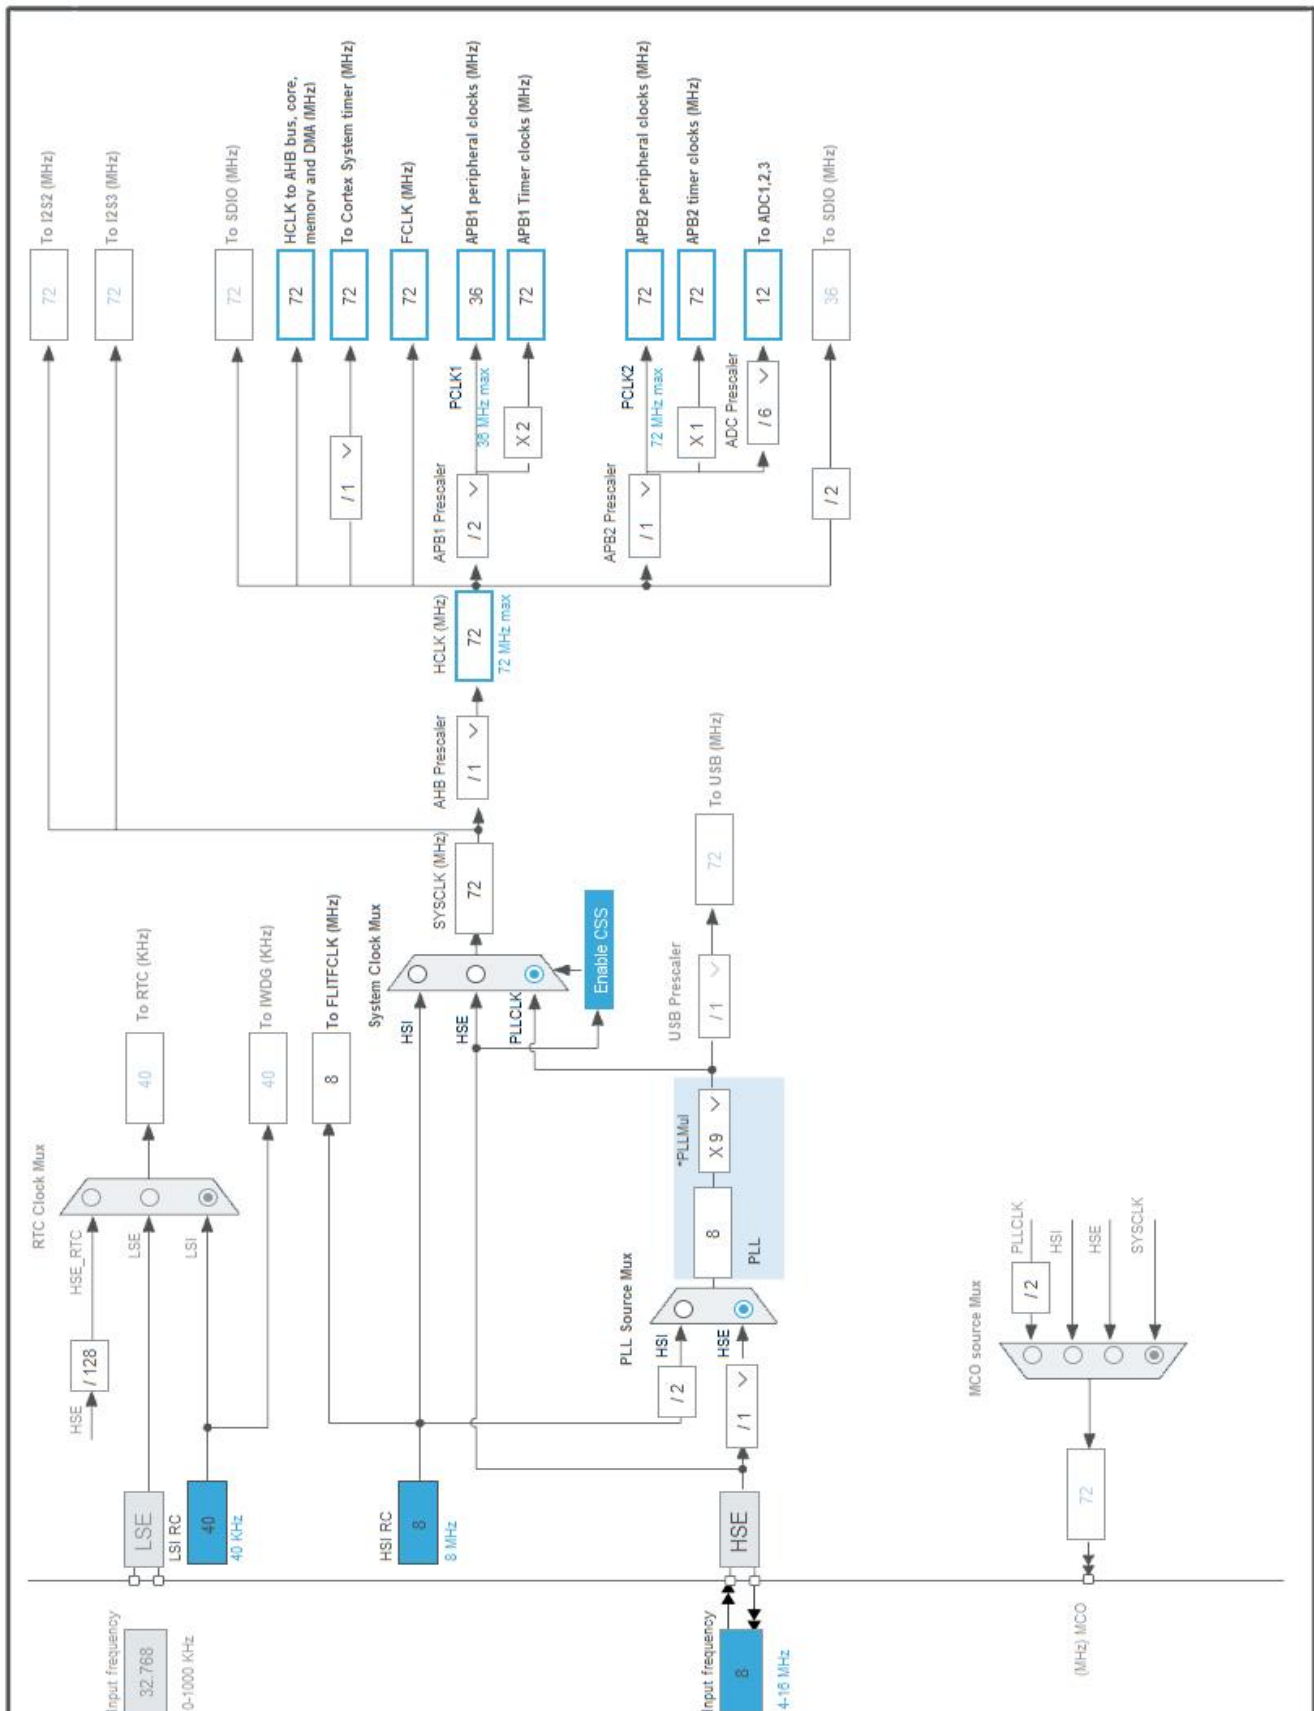 Input frequency
32.768
0-1000 KHz
LSE
LSI RC
40
40 KHz
HSE
/ 128
HSE_RTC
LSE
LSI
RTC Clock Mux
40
To RTC (KHz)
40
To IWDG (KHz)
HSI RC
8
8 MHz
8
To FLITFCLK (MHz)
Input frequency
8
4-16 MHz
HSE
/ 2
HSI
/ 1
HSE
PLL Source Mux
8
PLL
*PLLMul
X 9
USB Prescaler
/ 1
72
To USB (MHz)
System Clock Mux
HSI
HSE
PLLCLK
Enable CSS
SYSCLK (MHz)
72
AHB Prescaler
/ 1
HCLK (MHz)
72
72 MHz max
72
To I2S2 (MHz)
72
To I2S3 (MHz)
72
To SDIO (MHz)
72
HCLK to AHB bus, core,
memory and DMA (MHz)
/ 1
72
To Cortex System timer (MHz)
72
FCLK (MHz)
APB1 Prescaler
/ 2
PCLK1
36 MHz max
36
APB1 peripheral clocks (MHz)
X 2
72
APB1 Timer clocks (MHz)
APB2 Prescaler
/ 1
PCLK2
72 MHz max
72
APB2 peripheral clocks (MHz)
X 1
72
APB2 timer clocks (MHz)
ADC Prescaler
/ 6
12
To ADC1,2,3
/ 2
36
To SDIO (MHz)
(MHz) MCO
72
MCO source Mux
/ 2
PLLCLK
HSI
HSE
SYSCLK